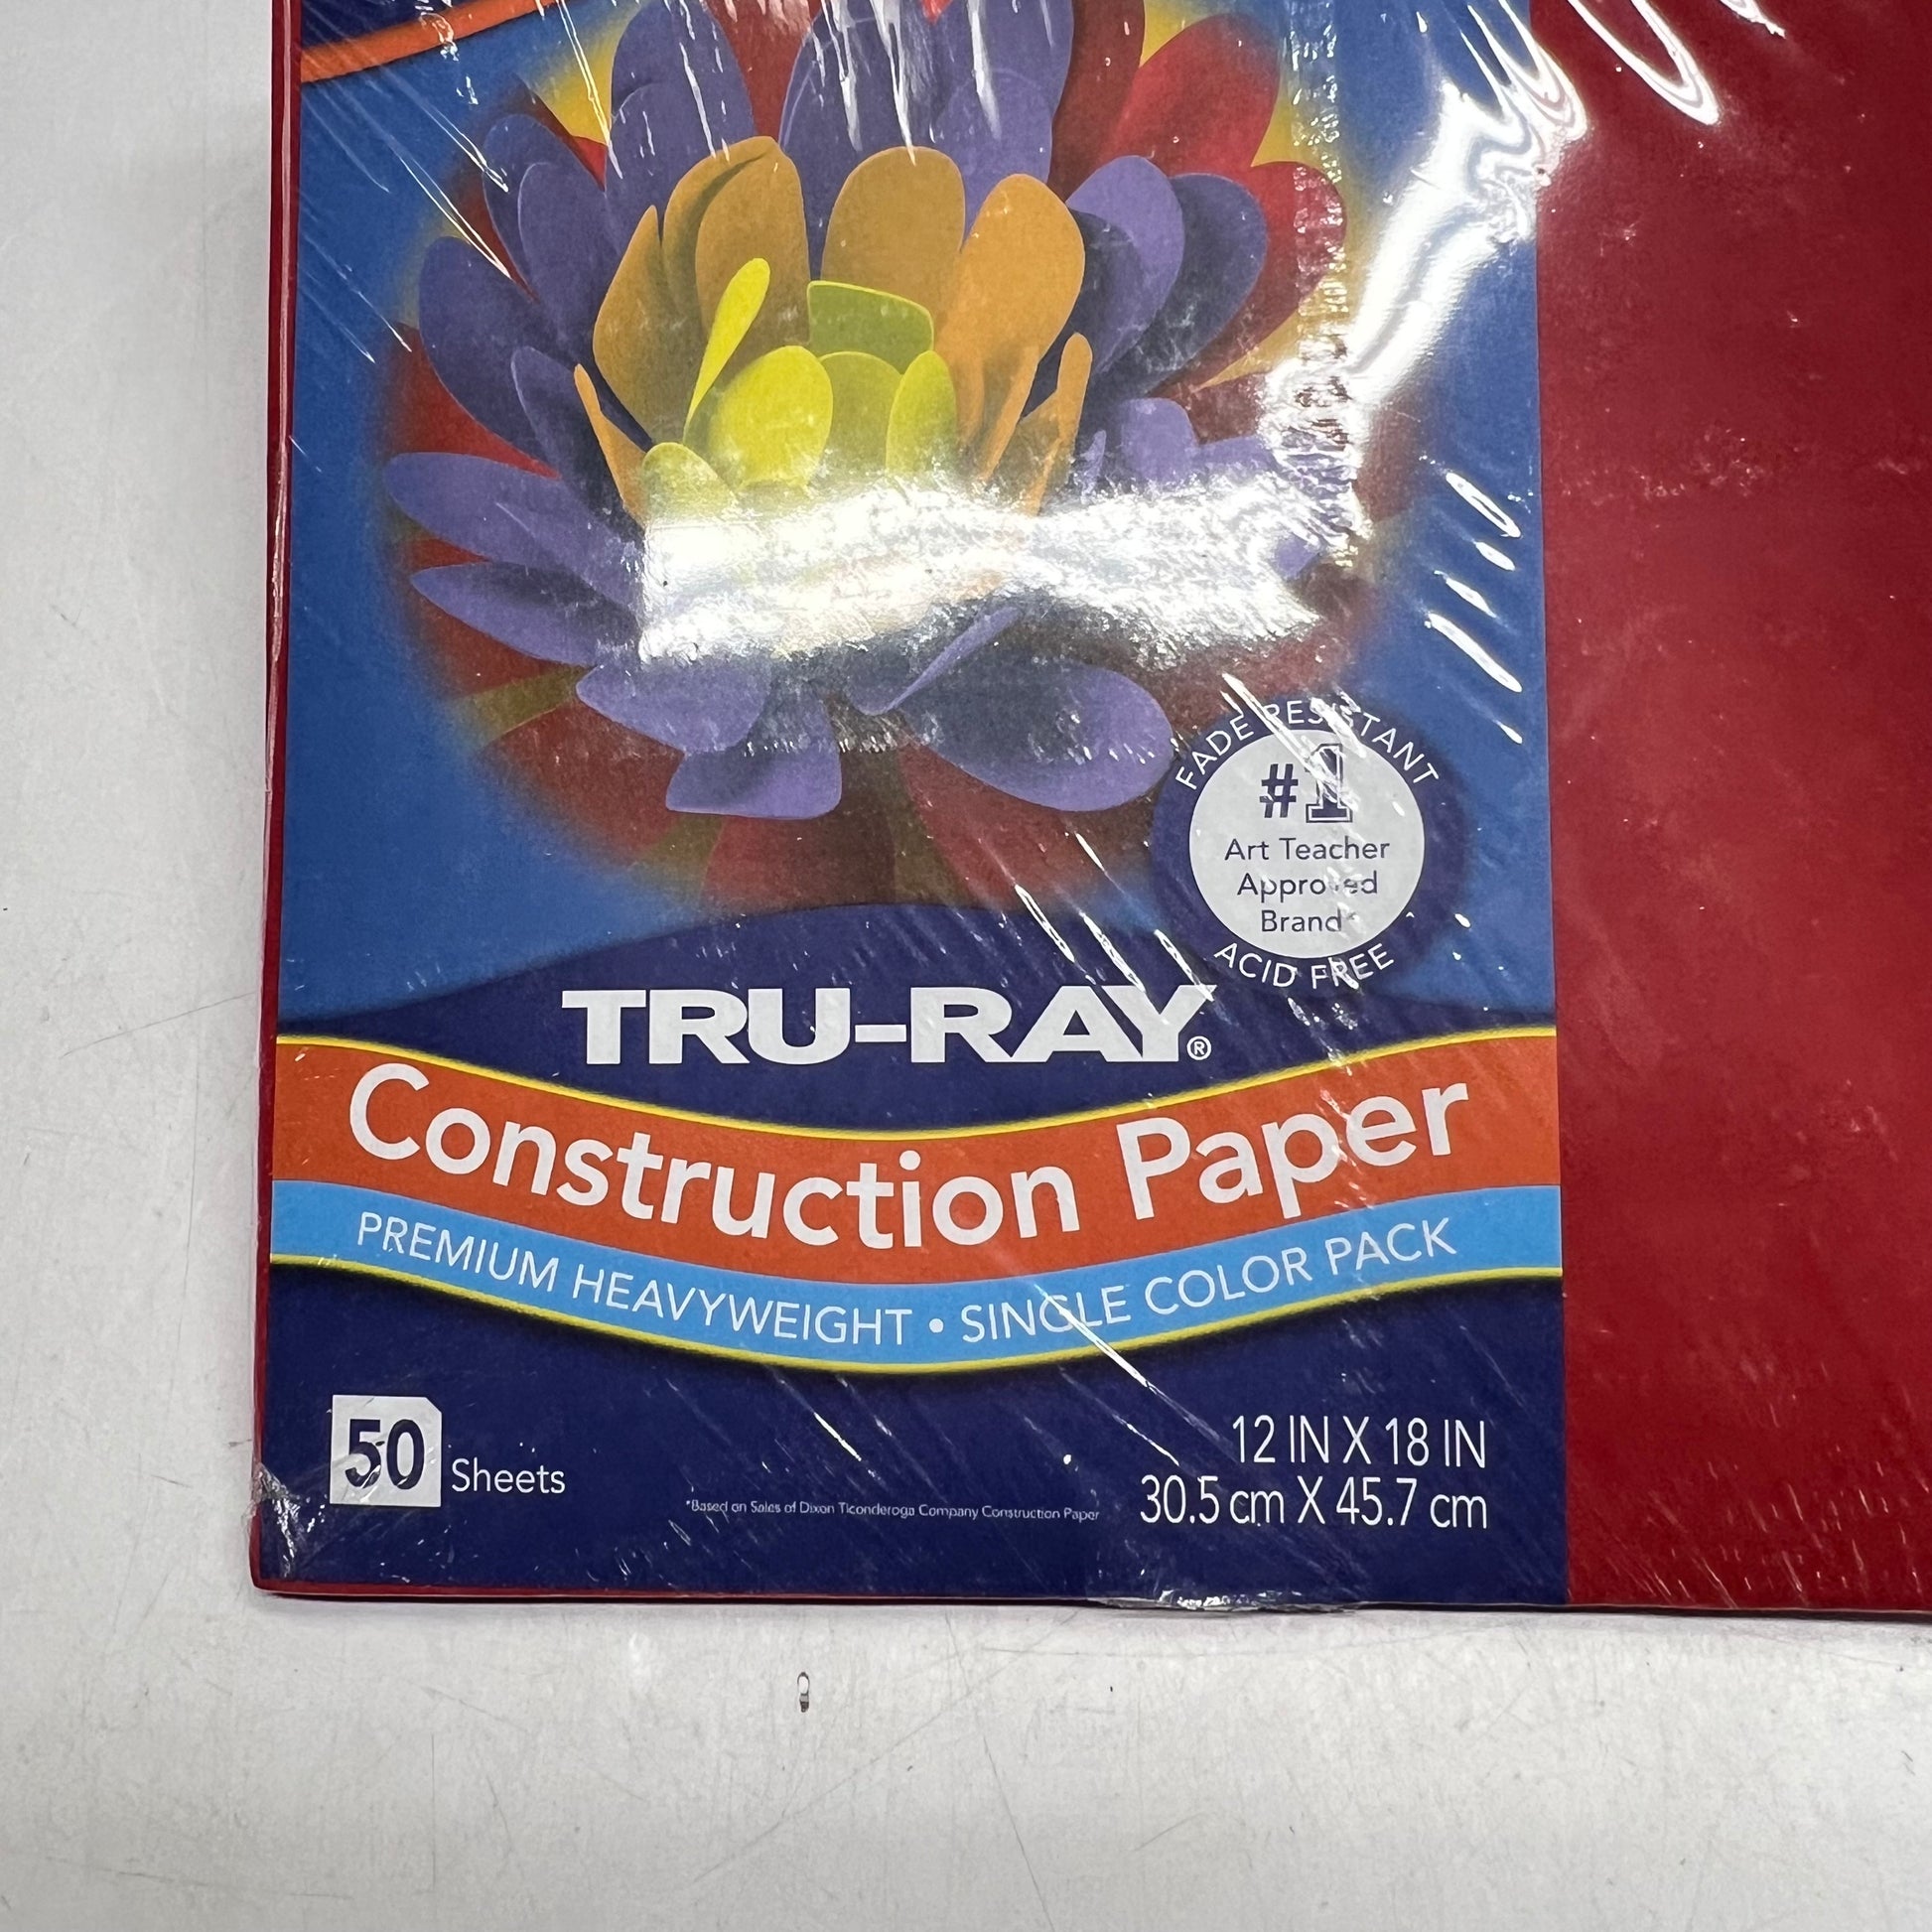 FADE RESISTANT
#1
Art Teacher
Approved
Brand*
ACID FREE
TRU-RAY®
Construction Paper
PREMIUM HEAVYWEIGHT • SINGLE COLOR PACK
50 Sheets
12 IN X 18 IN
30.5 cm X 45.7 cm
*Based on Sales of Dixon Ticonderoga Company Construction Paper